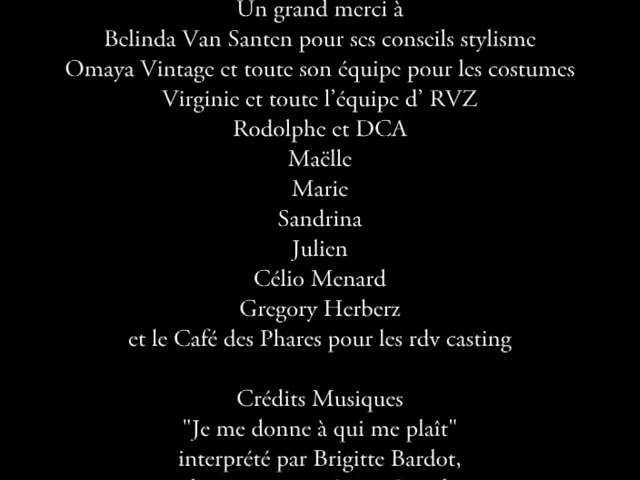 Un grand merci à
Belinda Van Santen pour ses conseils stylisme
Omaya Vintage et toute son équipe pour les costumes
Virginie et toute l'équipe d' RVZ
Rodolphe et DCA
Maëlle
Marie
Sandrina
Julien
Célio Menard
Gregory Herberz
et le Café des Phares pour les rdv casting
Crédits Musiques
"Je me donne à qui me plaît"
interprété par Brigitte Bardot,